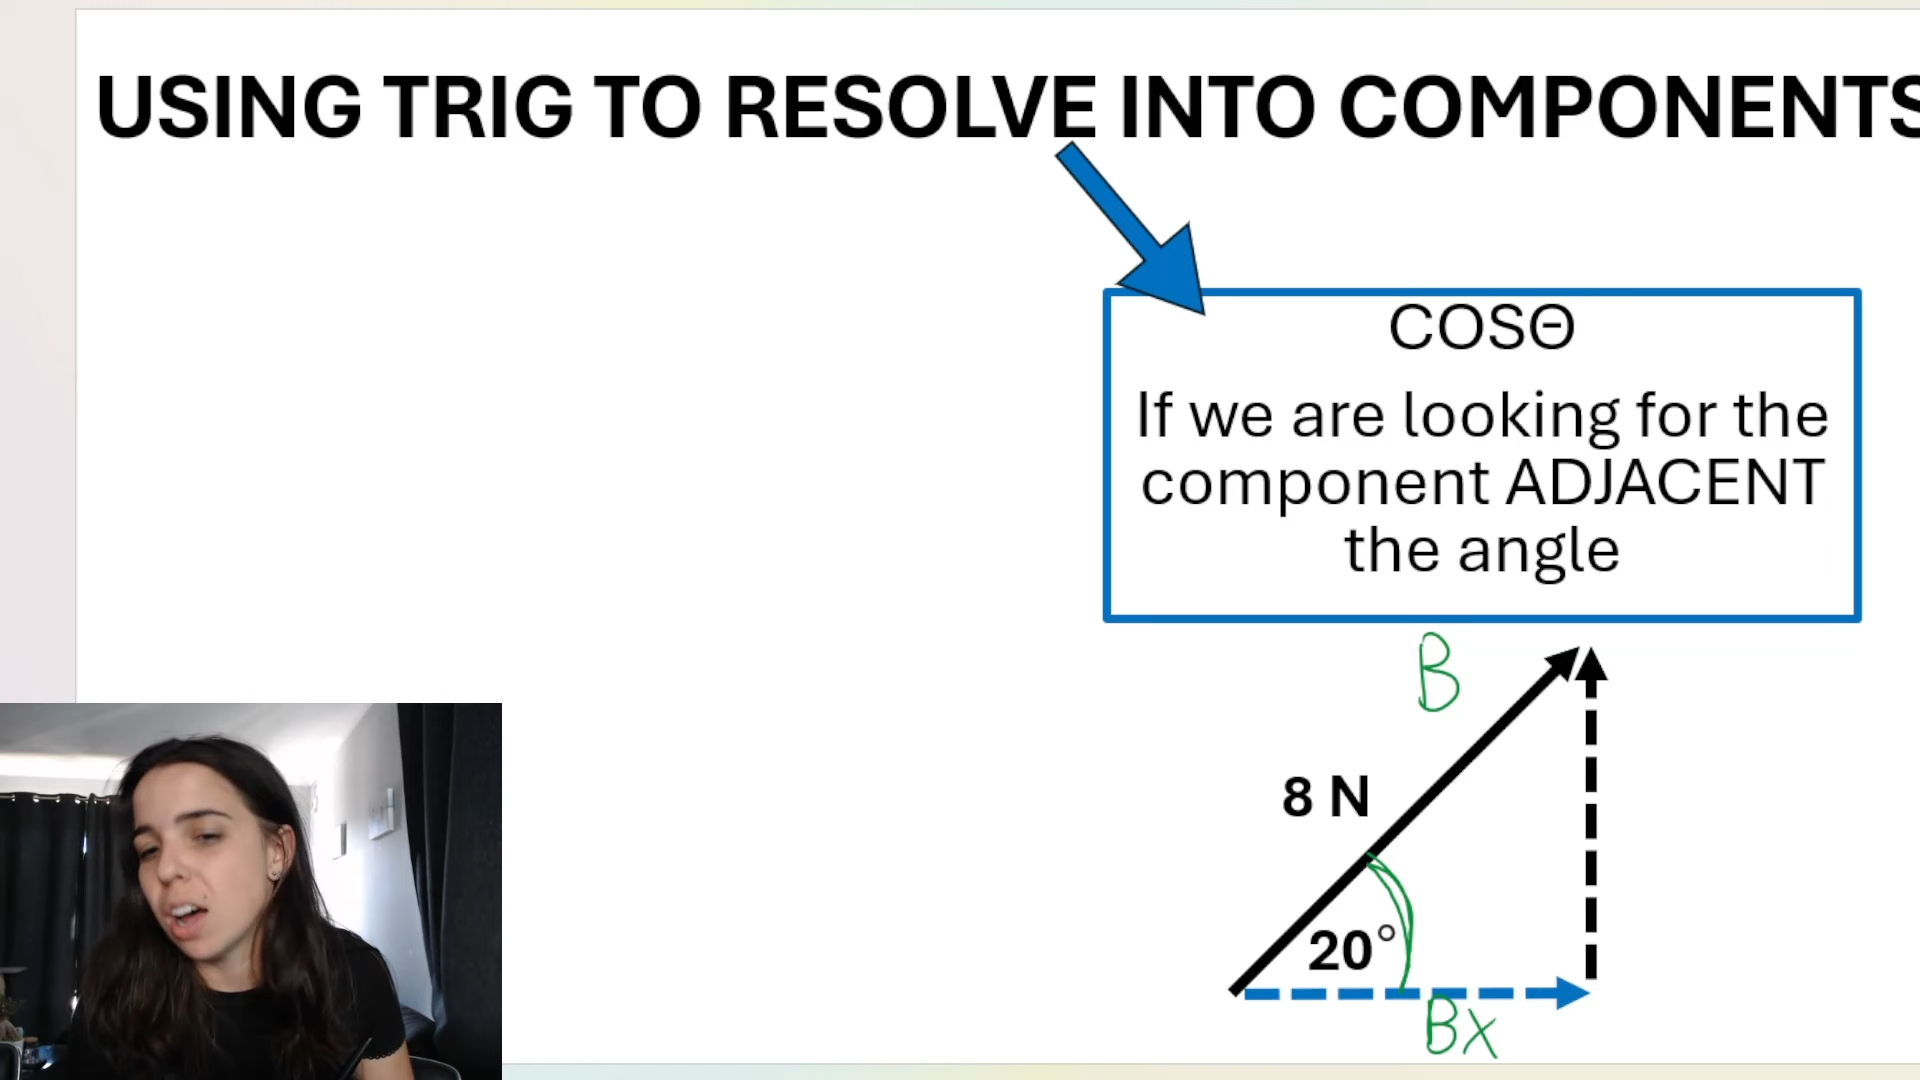 USING TRIG TO RESOLVE INTO COMPONENTS
COSΘ
If we are looking for the
component ADJACENT
the angle
B
8 N
20°
Bx